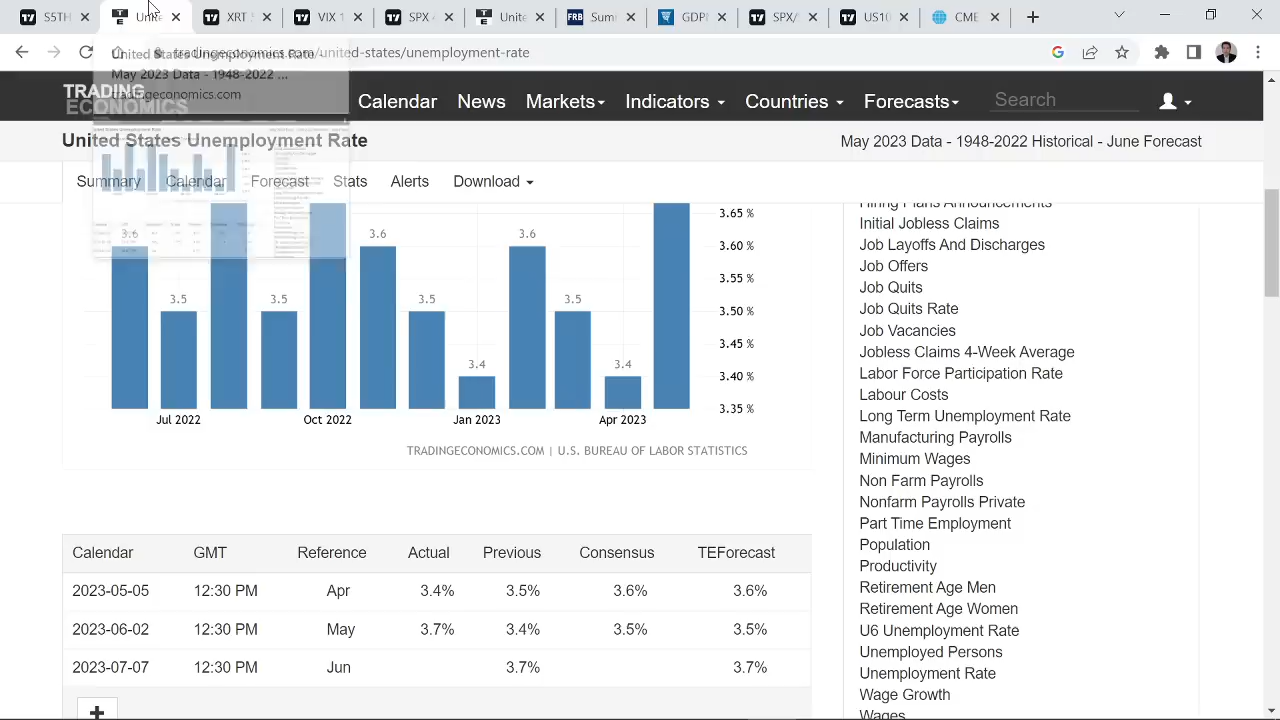 S5TH
Unite
XRT
VIX
SPX
Unite
Sum
GDP
SPX
US10
CME
tradingeconomics.com/united-states/unemployment-rate
United States Unemployment Rate
May 2023 Data - 1948-2022 ...
tradingeconomics.com
TRADING
ECONOMICS
Calendar News Markets Indicators Countries Forecasts Search
United States Unemployment Rate
May 2023 Data - 1948-2022 Historical - June Forecast
Summary Calendar Forecast Stats Alerts Download
3.6 3.5 3.5 3.6 3.5 3.4 3.6 3.5 3.4
3.65 %
3.60 %
3.55 %
3.50 %
3.45 %
3.40 %
3.35 %
Jul 2022 Oct 2022 Jan 2023 Apr 2023
TRADINGECONOMICS.COM | U.S. BUREAU OF LABOR STATISTICS
Calendar GMT Reference Actual Previous Consensus TEForecast
2023-05-05 12:30 PM Apr 3.4% 3.5% 3.6% 3.6%
2023-06-02 12:30 PM May 3.7% 3.4% 3.5% 3.5%
2023-07-07 12:30 PM Jun 3.7% 3.7%
Hiring Plans Announcements
Initial Jobless Claims
Job Layoffs And Discharges
Job Offers
Job Quits
Job Quits Rate
Job Vacancies
Jobless Claims 4-Week Average
Labor Force Participation Rate
Labour Costs
Long Term Unemployment Rate
Manufacturing Payrolls
Minimum Wages
Non Farm Payrolls
Nonfarm Payrolls Private
Part Time Employment
Population
Productivity
Retirement Age Men
Retirement Age Women
U6 Unemployment Rate
Unemployed Persons
Unemployment Rate
Wage Growth
Wages